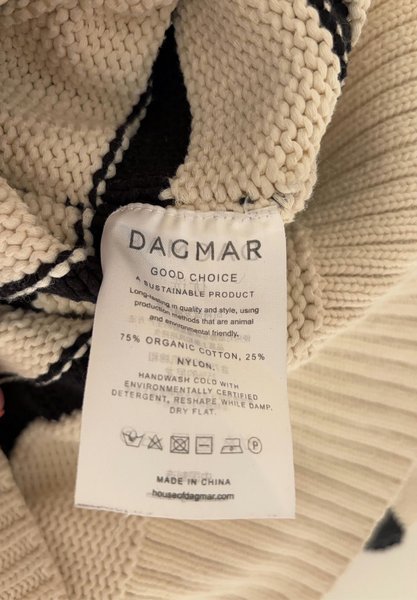 DAGMAR
GOOD CHOICE
A SUSTAINABLE PRODUCT
Long-lasting in quality and style, using
production methods that are animal
and environmental friendly.
75% ORGANIC COTTON, 25%
NYLON.
HANDWASH COLD WITH
ENVIRONMENTALLY CERTIFIED
DETERGENT, RESHAPE WHILE DAMP.
DRY FLAT.
P
MADE IN CHINA
houseofdagmar.com